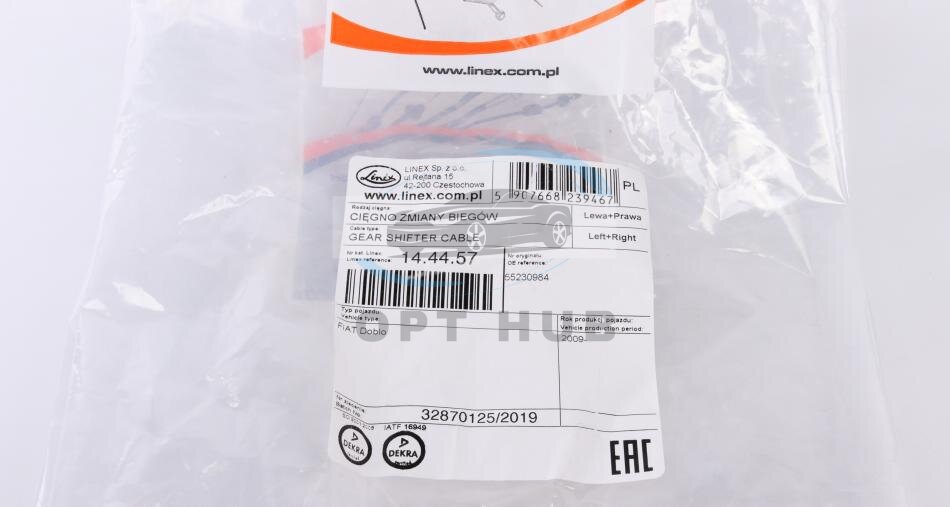 www.linex.com.pl
Linex
LINEX Sp. z o.o.
ul Rejtana 15
42-200 Częstochowa
www.linex.com.pl
5 907668 239467
PL
Rodzaj cięgna:
CIĘGNO ZMIANY BIEGÓW
Lewa+Prawa
Cable type:
GEAR SHIFTER CABLE
Left+Right
Nr kat. Linex:
Linex reference:
14.44.57
Nr oryginału:
OE reference:
55230984
Typ pojazdu:
Vehicle type:
FIAT Doblo
Rok produkcji pojazdu:
Vehicle production period:
2009-
OPT HUB
32870125/2019
IATF 16949
DEKRA
DEKRA
EAC